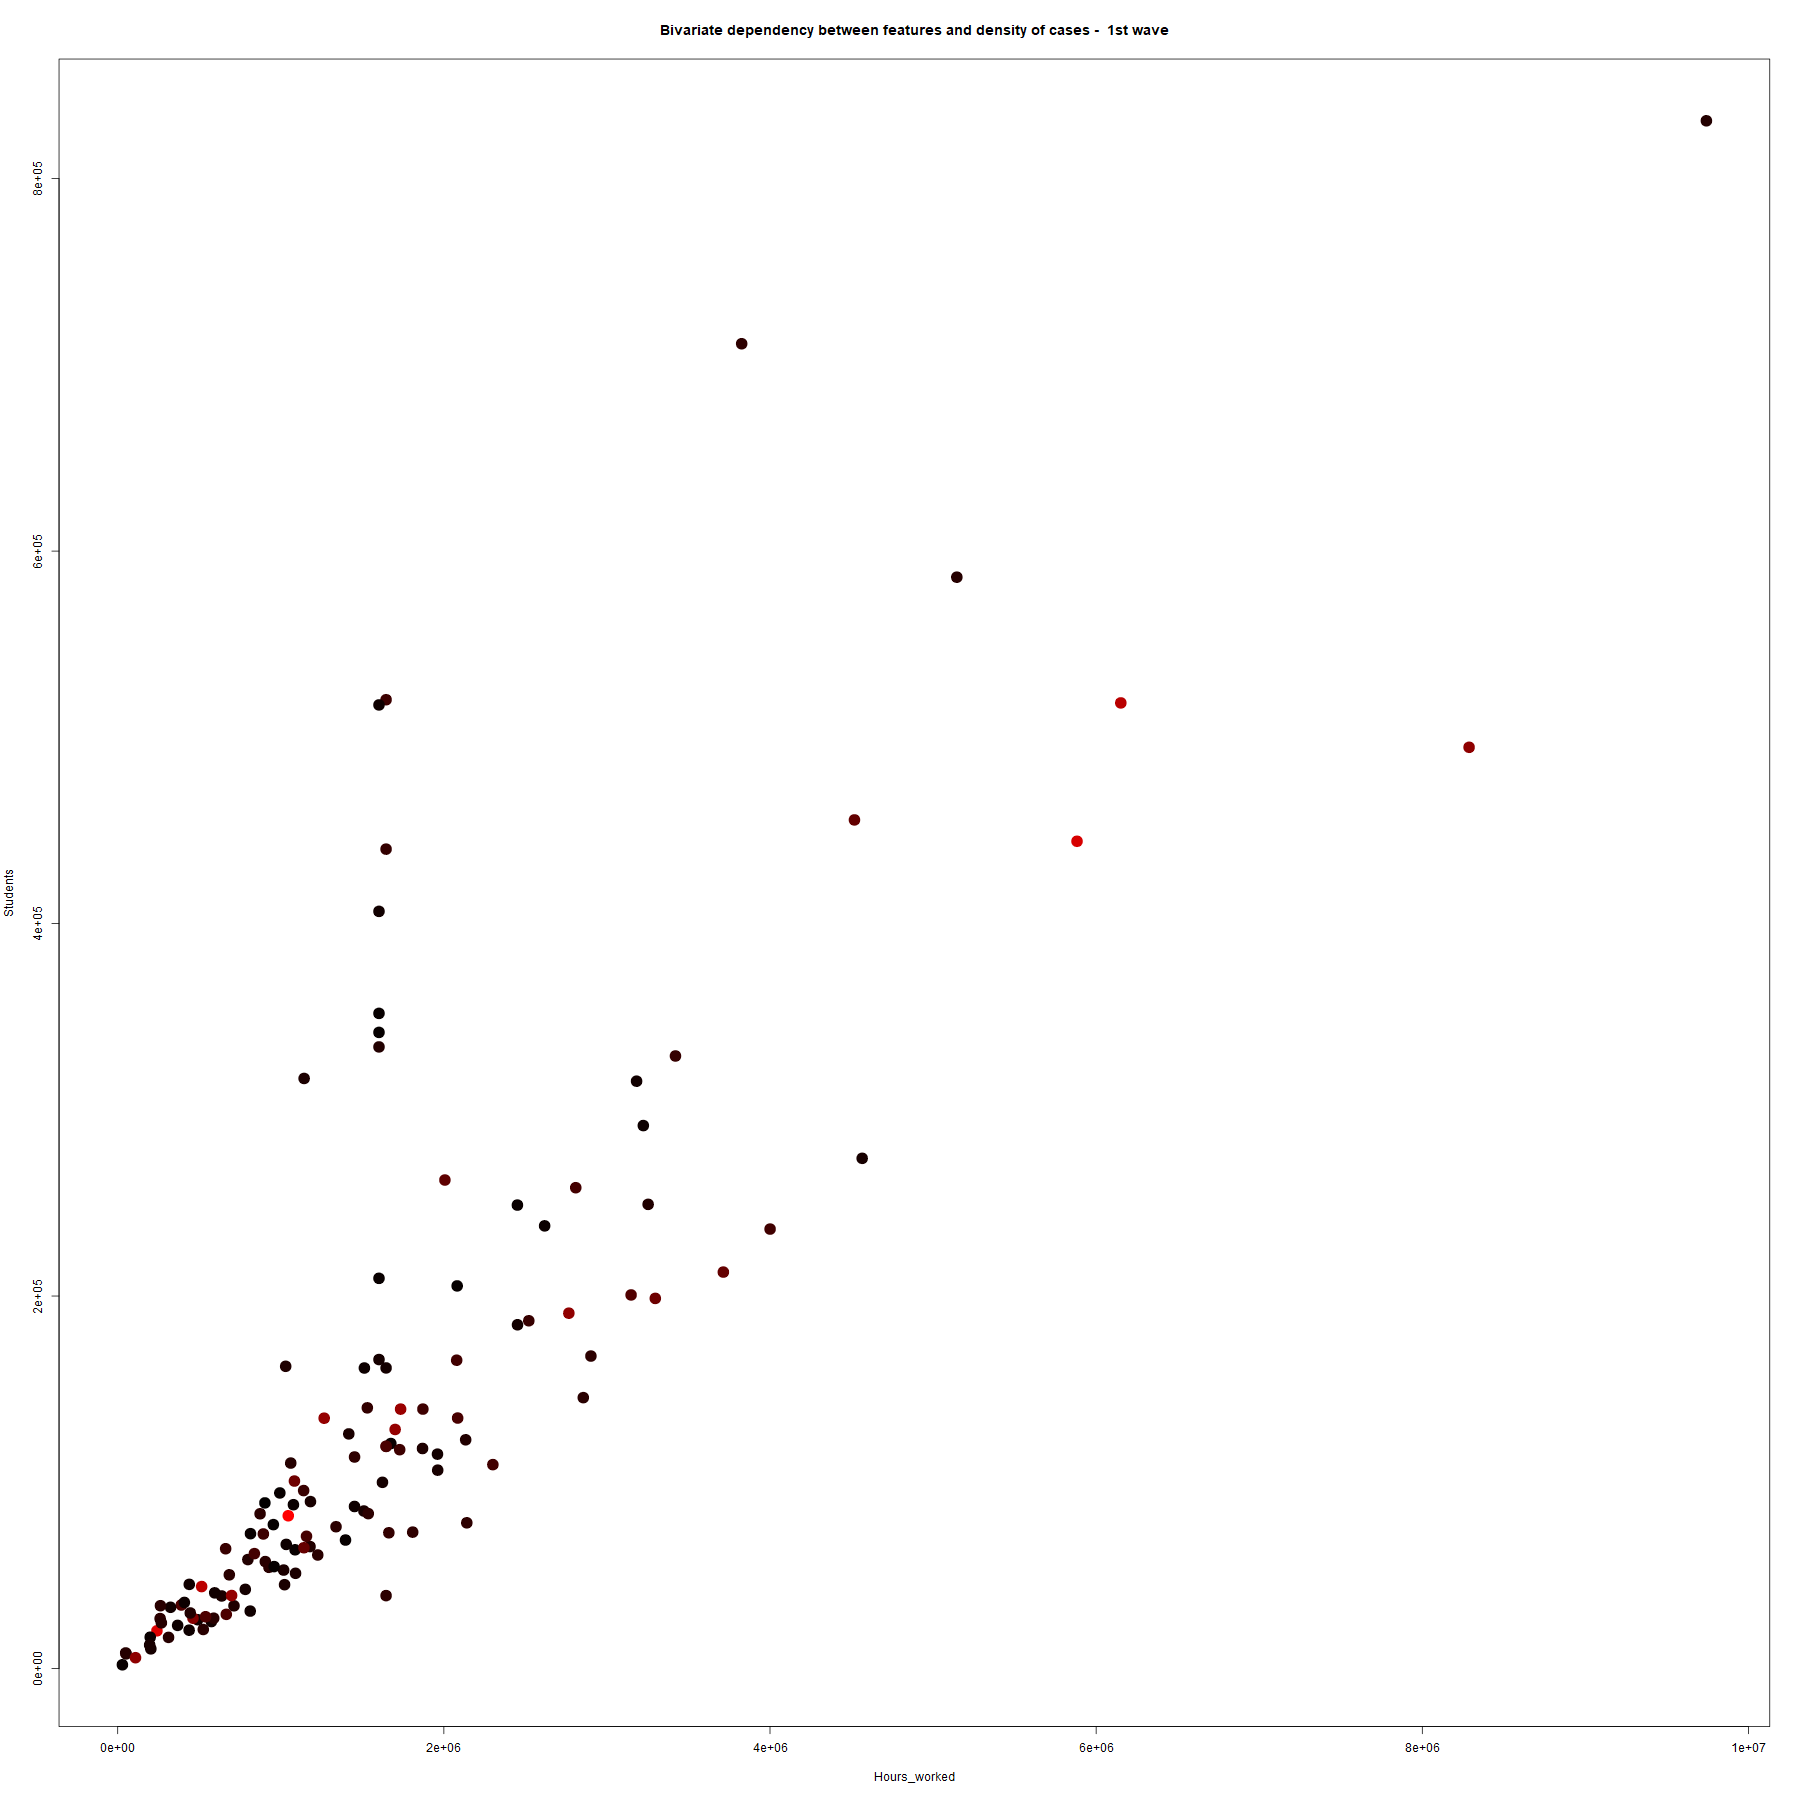 Bivariate dependency between features and density of cases -  1st wave
8e+05
6e+05
4e+05
2e+05
0e+00
Students
0e+00 2e+06 4e+06 6e+06 8e+06 1e+07
Hours_worked